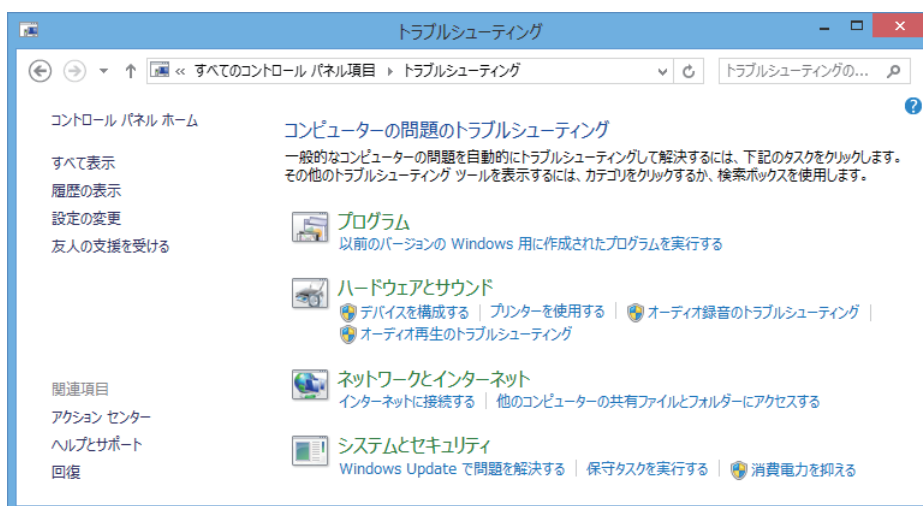 トラブルシューティング
« すべてのコントロール パネル項目 ▸ トラブルシューティング
トラブルシューティングの...
コントロール パネル ホーム
すべて表示
履歴の表示
設定の変更
友人の支援を受ける
関連項目
アクション センター
ヘルプとサポート
回復
コンピューターの問題のトラブルシューティング
一般的なコンピューターの問題を自動的にトラブルシューティングして解決するには、下記のタスクをクリックします。
その他のトラブルシューティング ツールを表示するには、カテゴリをクリックするか、検索ボックスを使用します。
プログラム
以前のバージョンの Windows 用に作成されたプログラムを実行する
ハードウェアとサウンド
デバイスを構成する | プリンターを使用する | オーディオ録音のトラブルシューティング |
オーディオ再生のトラブルシューティング
ネットワークとインターネット
インターネットに接続する | 他のコンピューターの共有ファイルとフォルダーにアクセスする
システムとセキュリティ
Windows Update で問題を解決する | 保守タスクを実行する | 消費電力を抑える